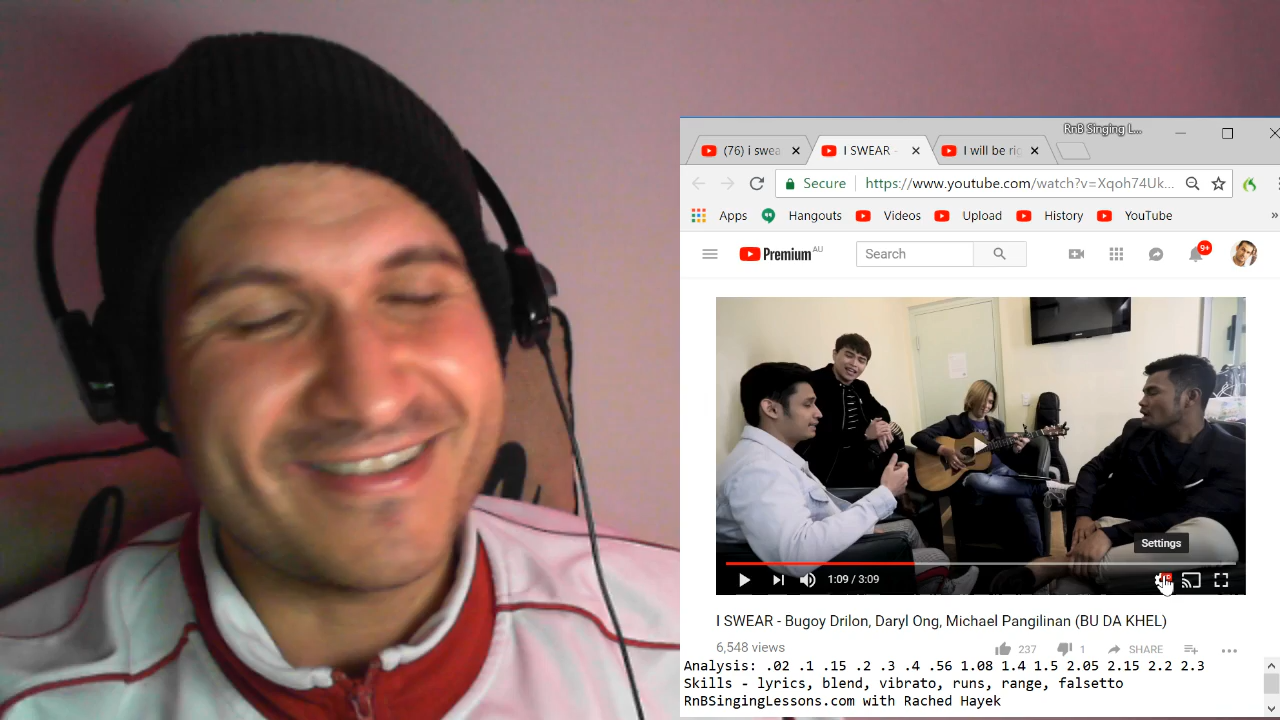 RnB Singing L...
(76) i swea
I SWEAR -
I will be rig
Secure
https://www.youtube.com/watch?v=Xqoh74Uk...
Apps
Hangouts
Videos
Upload
History
YouTube
»
Premium AU
Search
9+
Settings
1:09 / 3:09
I SWEAR - Bugoy Drilon, Daryl Ong, Michael Pangilinan (BU DA KHEL)
6,548 views
237
1
SHARE
Analysis: .02 .1 .15 .2 .3 .4 .56 1.08 1.4 1.5 2.05 2.15 2.2 2.3
Skills - lyrics, blend, vibrato, runs, range, falsetto
RnBSingingLessons.com with Rached Hayek